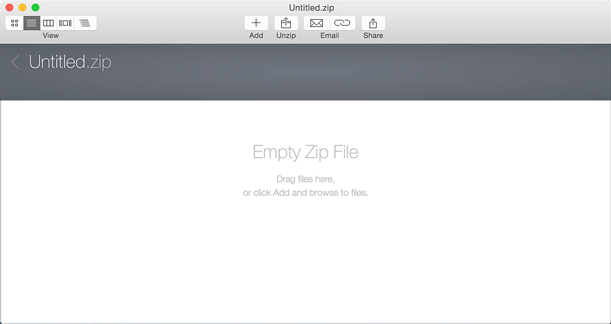 Untitled.zip
View
Add
Unzip
Email
Share
Untitled.zip
Empty Zip File
Drag files here,
or click Add and browse to files.